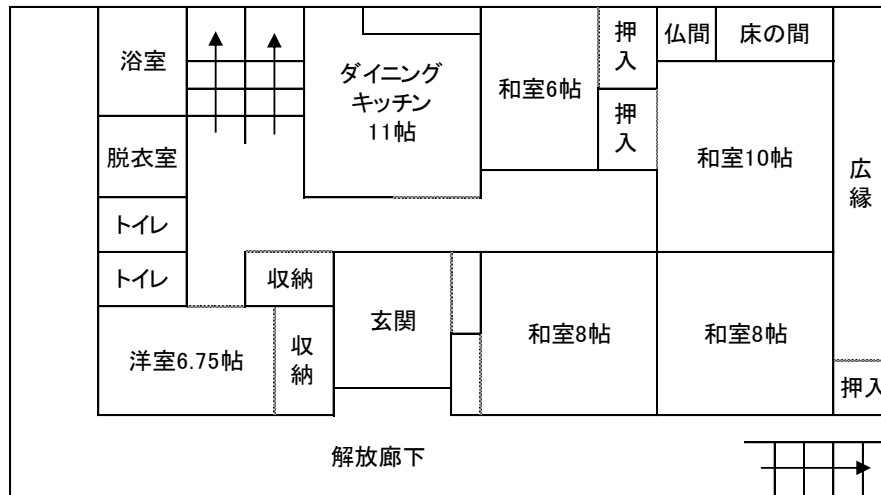 浴室
ダイニング
キッチン
11帖
和室6帖
押
入
仏間
床の間
押
入
脱衣室
和室10帖
広
縁
トイレ
トイレ
収納
玄関
和室8帖
和室8帖
洋室6.75帖
収
納
押入
解放廊下